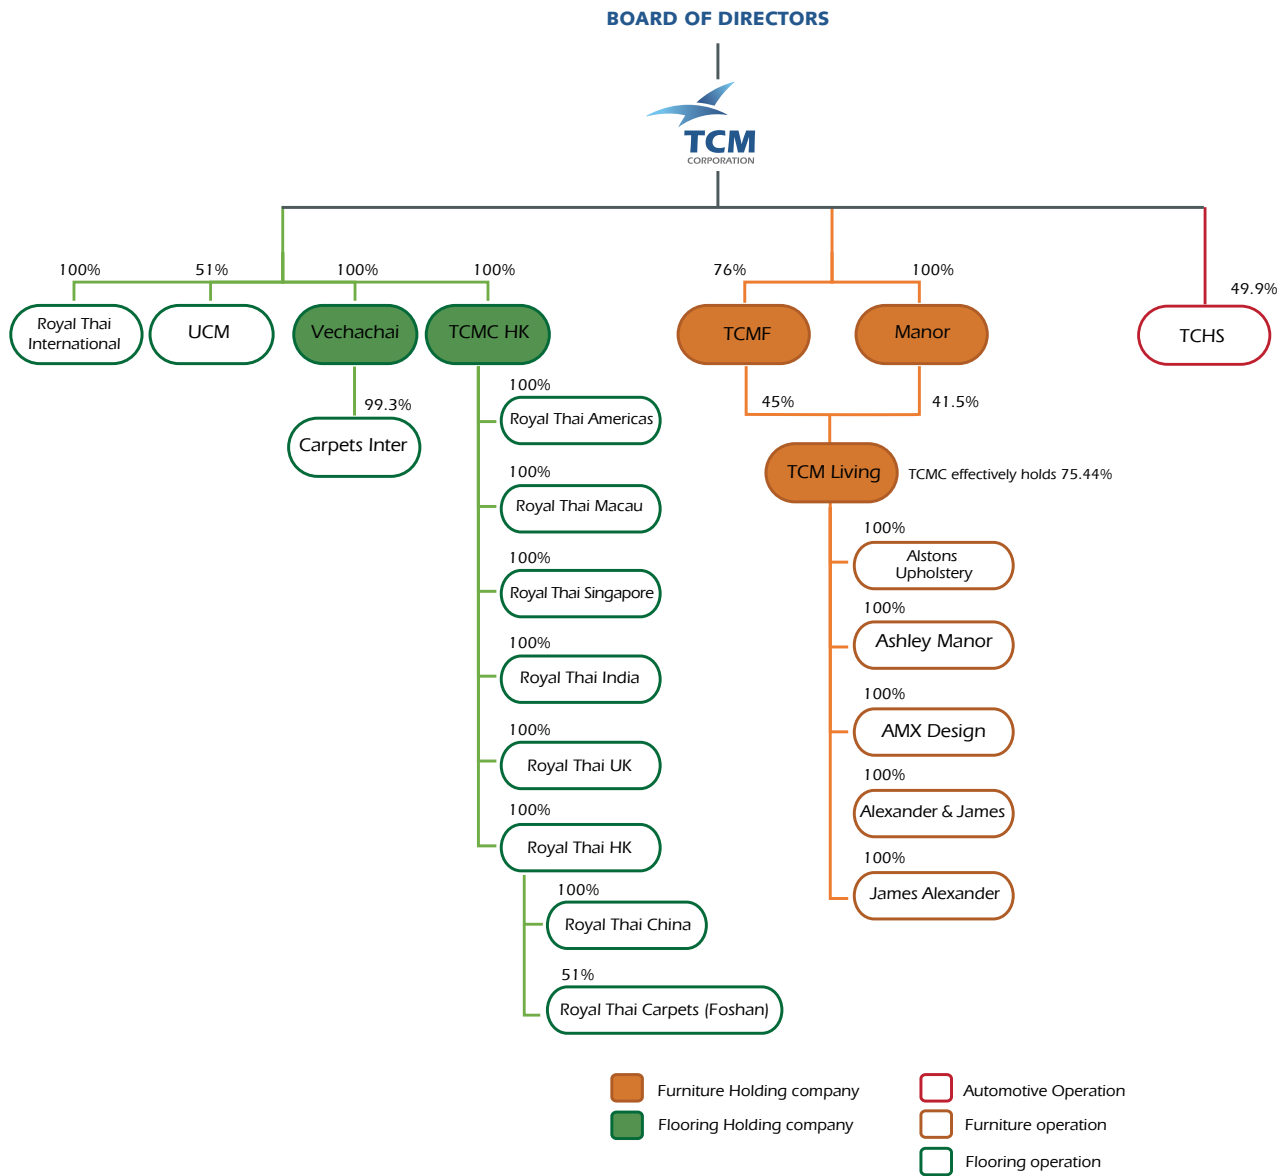 BOARD OF DIRECTORS
TCM
CORPORATION
100%
51%
100%
100%
76%
100%
49.9%
Royal Thai
International
UCM
Vechachai
TCMC HK
TCMF
Manor
TCHS
99.3%
Carpets Inter
100%
Royal Thai Americas
100%
Royal Thai Macau
100%
Royal Thai Singapore
100%
Royal Thai India
100%
Royal Thai UK
100%
Royal Thai HK
100%
Royal Thai China
51%
Royal Thai Carpets (Foshan)
45%
41.5%
TCM Living
TCMC effectively holds 75.44%
100%
Alstons
Upholstery
100%
Ashley Manor
100%
AMX Design
100%
Alexander & James
100%
James Alexander
Furniture Holding company
Flooring Holding company
Automotive Operation
Furniture operation
Flooring operation